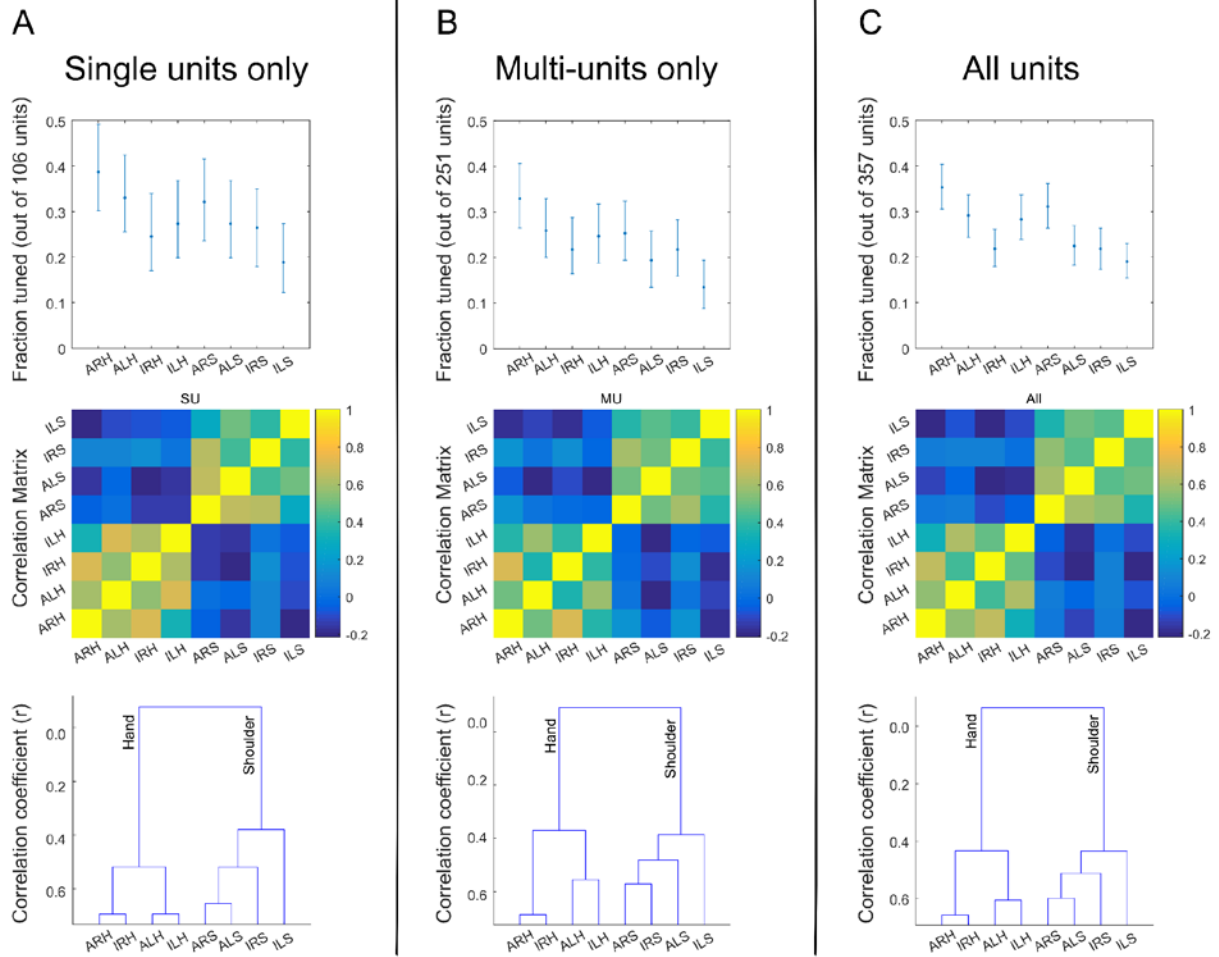 A
Single units only
Fraction tuned (out of 106 units)
0.5
0.4
0.3
0.2
0.1
0
ARH ALH IRH ILH ARS ALS IRS ILS
SU
Correlation Matrix
ILS
IRS
ALS
ARS
ILH
IRH
ALH
ARH
1
0.8
0.6
0.4
0.2
0
-0.2
ARH ALH IRH ILH ARS ALS IRS ILS
Correlation coefficient (r)
0.0
0.2
0.4
0.6
Hand
Shoulder
ARH IRH ALH ILH ARS ALS IRS ILS
B
Multi-units only
Fraction tuned (out of 251 units)
0.5
0.4
0.3
0.2
0.1
0
ARH ALH IRH ILH ARS ALS IRS ILS
MU
Correlation Matrix
ILS
IRS
ALS
ARS
ILH
IRH
ALH
ARH
1
0.8
0.6
0.4
0.2
0
-0.2
ARH ALH IRH ILH ARS ALS IRS ILS
Correlation coefficient (r)
0.0
0.2
0.4
0.6
Hand
Shoulder
ARH IRH ALH ILH ARS IRS ALS ILS
C
All units
Fraction tuned (out of 357 units)
0.5
0.4
0.3
0.2
0.1
0
ARH ALH IRH ILH ARS ALS IRS ILS
All
Correlation Matrix
ILS
IRS
ALS
ARS
ILH
IRH
ALH
ARH
1
0.8
0.6
0.4
0.2
0
-0.2
ARH ALH IRH ILH ARS ALS IRS ILS
Correlation coefficient (r)
0.0
0.2
0.4
0.6
Hand
Shoulder
ARH IRH ALH ILH ARS ALS IRS ILS